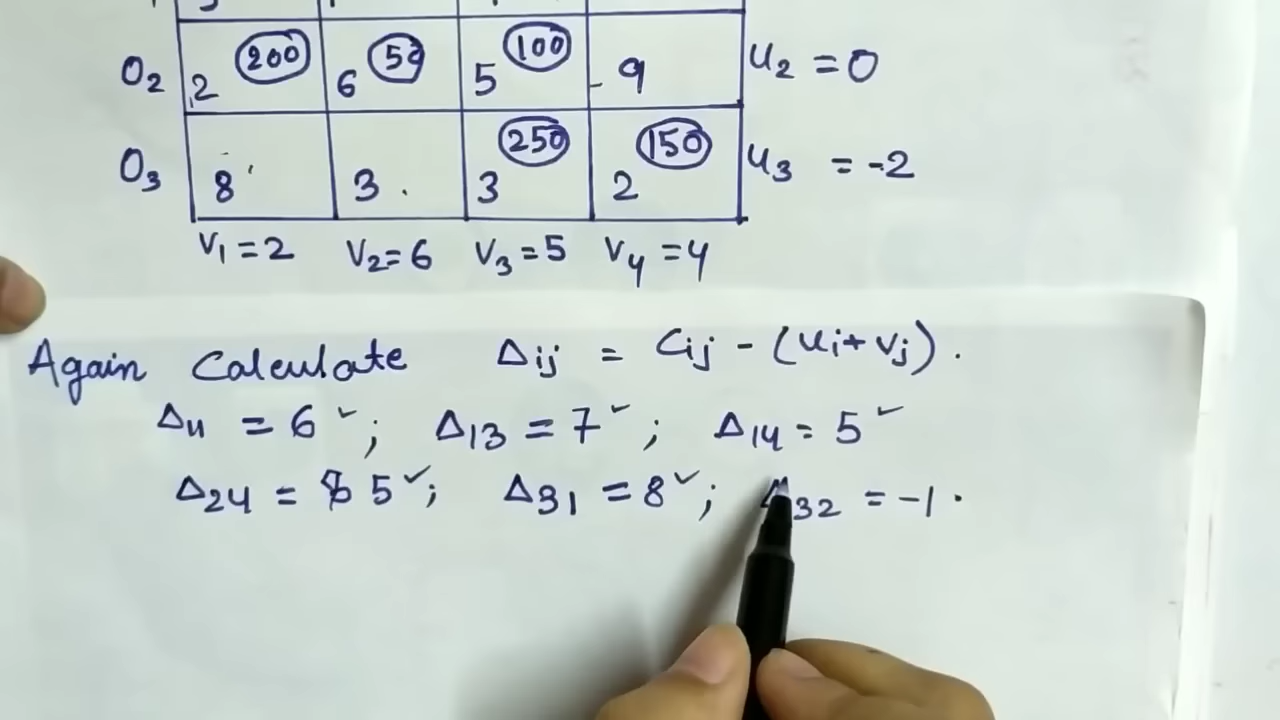 O2 2 200 6 50 5 100 9 u2 = 0
O3 8 3 3 250 2 150 u3 = -2
v1 = 2 v2 = 6 v3 = 5 v4 = 4
Again Calculate Δij = Cij - (ui + vj).
Δ11 = 6 ✓; Δ13 = 7 ✓; Δ14 = 5 ✓
Δ24 = 5 ✓; Δ31 = 8 ✓; Δ32 = -1.